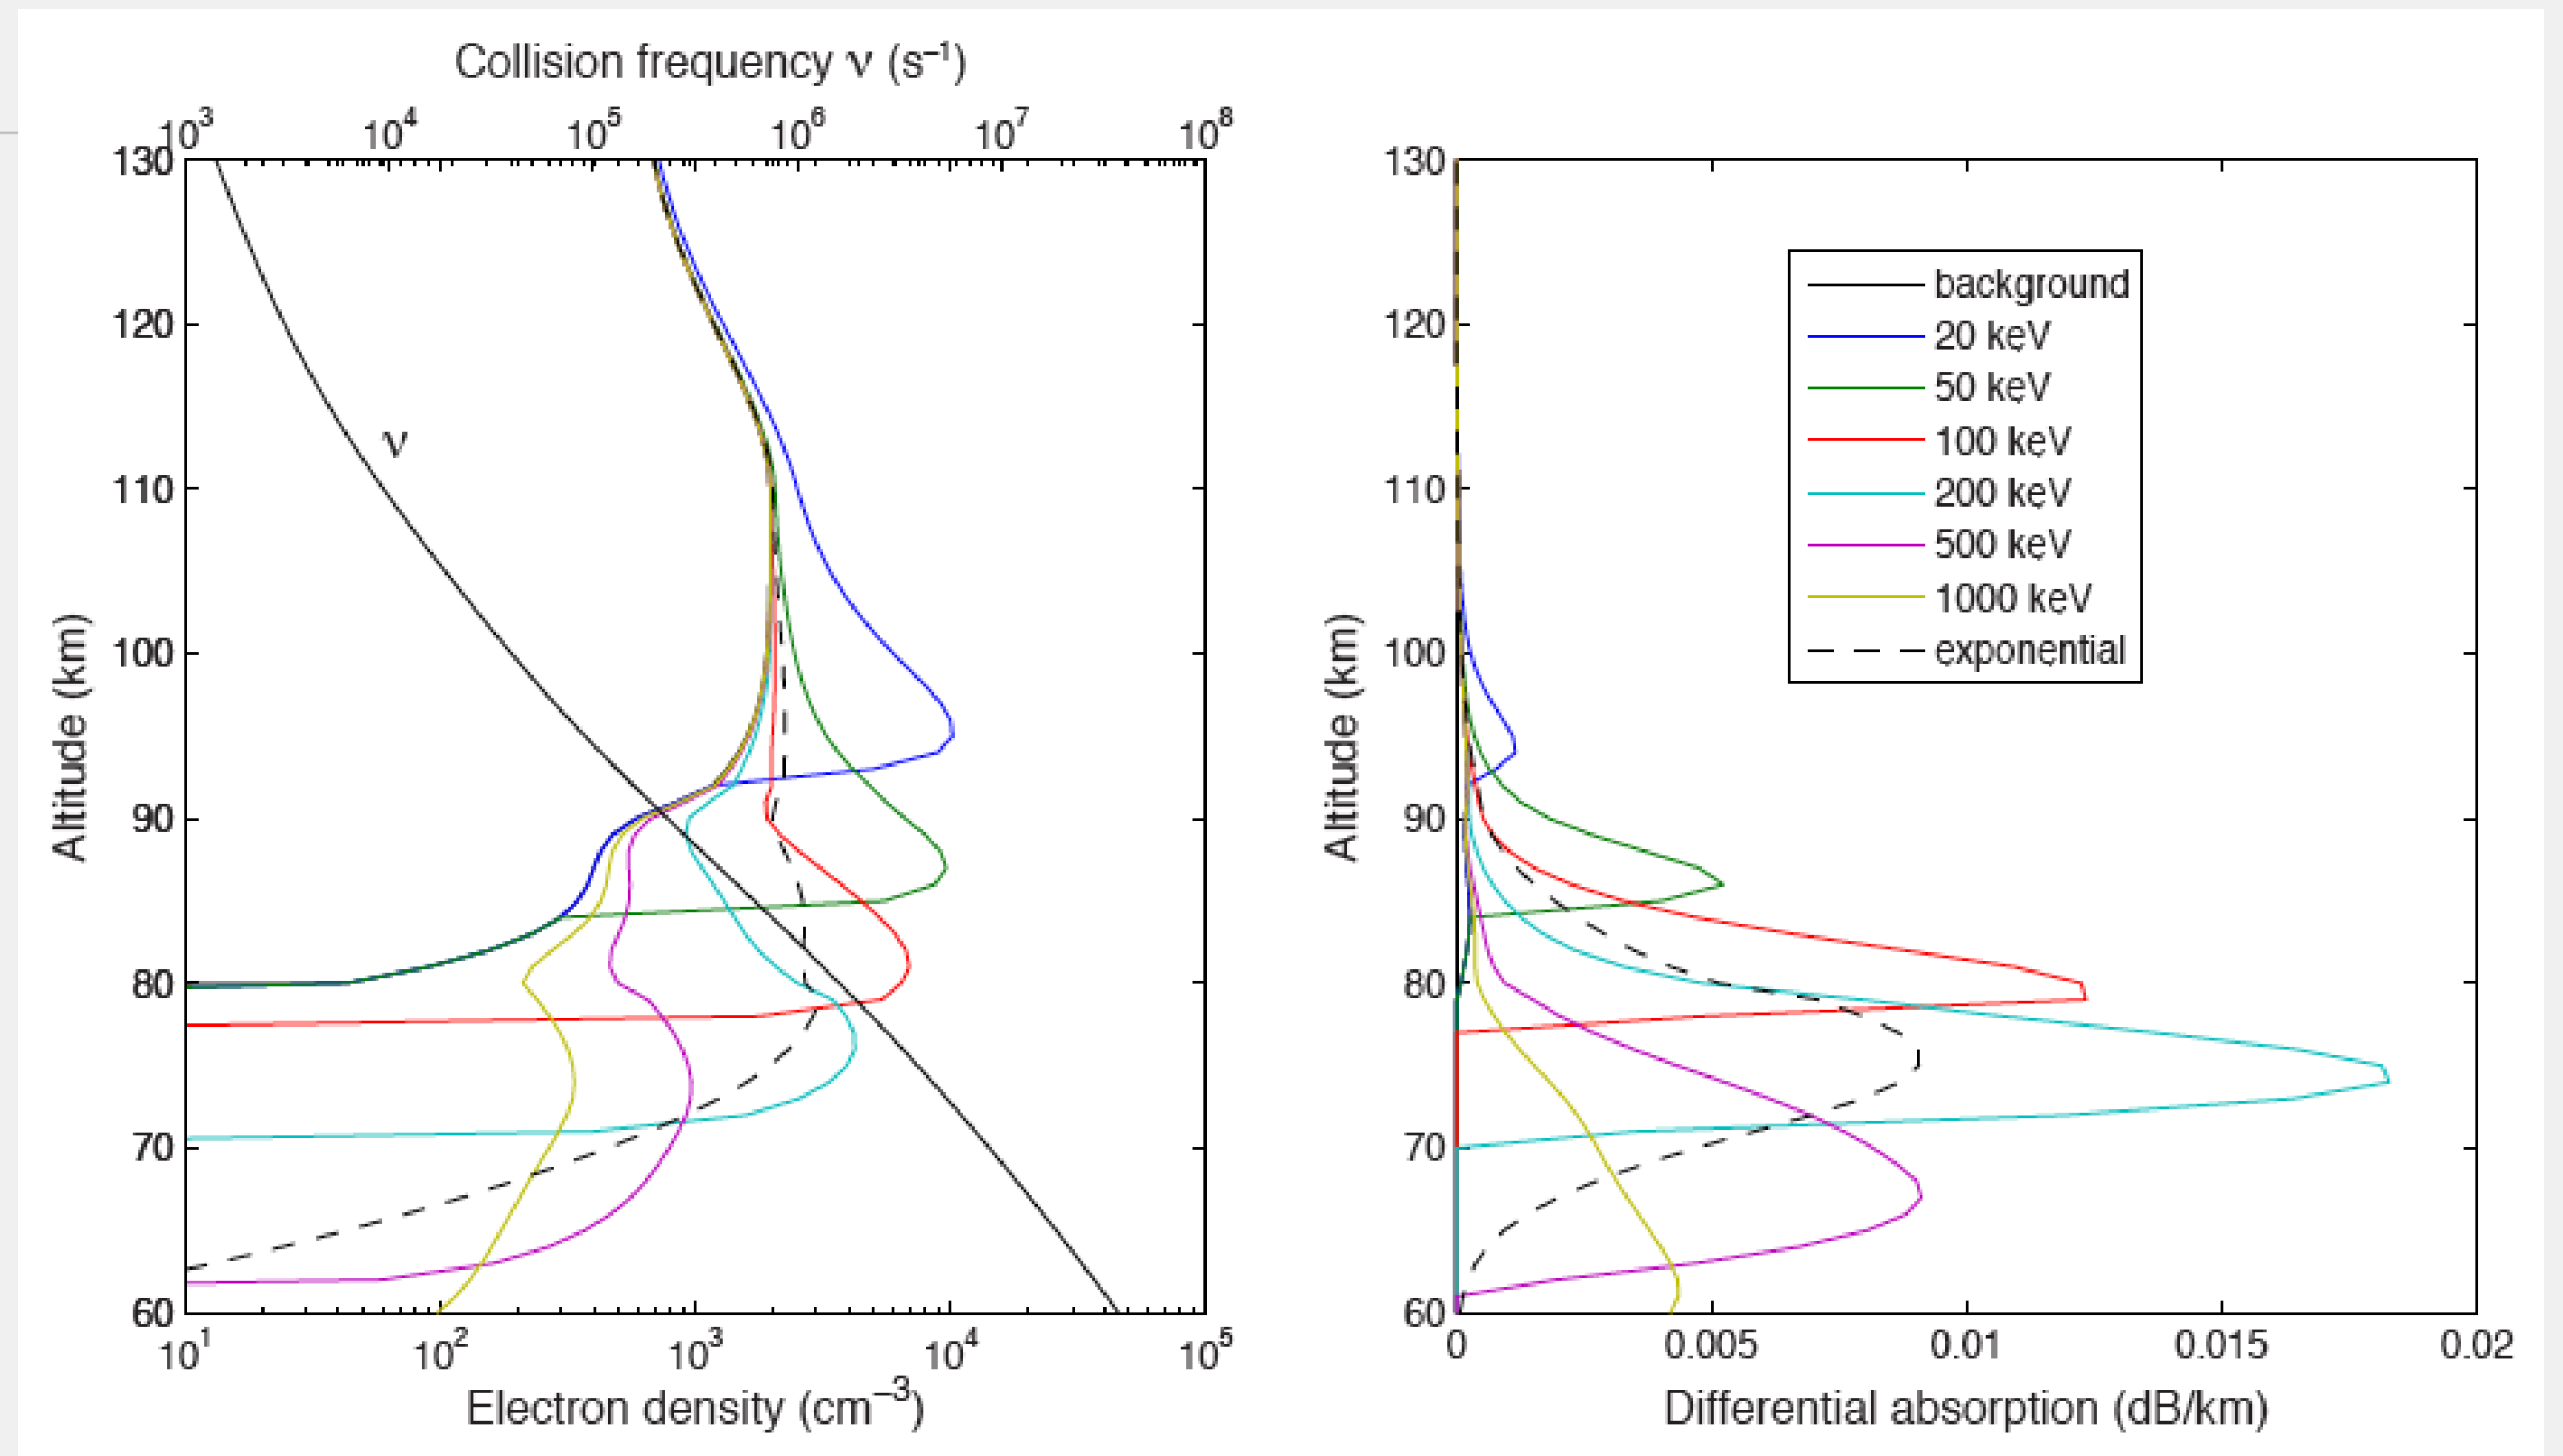 Collision frequency ν (s⁻¹)
10³ 10⁴ 10⁵ 10⁶ 10⁷ 10⁸
130
120
110
100
90
80
70
60
Altitude (km)
ν
10¹ 10² 10³ 10⁴ 10⁵
Electron density (cm⁻³)
130
120
110
100
90
80
70
60
Altitude (km)
background
20 keV
50 keV
100 keV
200 keV
500 keV
1000 keV
exponential
0 0.005 0.01 0.015 0.02
Differential absorption (dB/km)